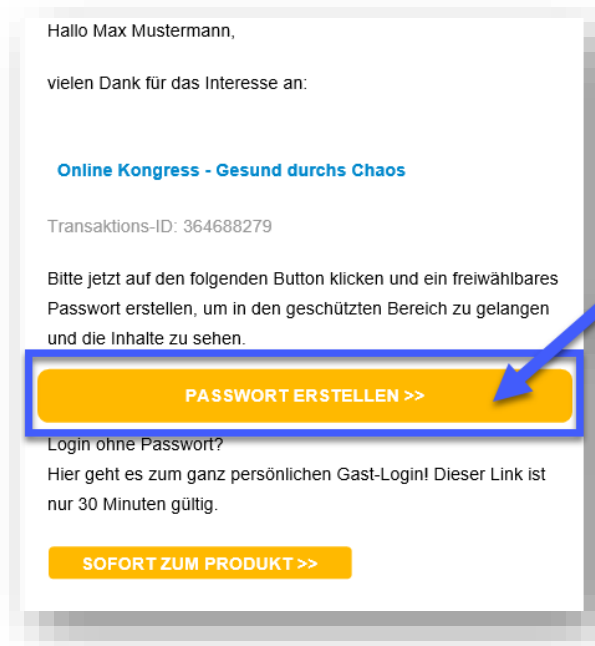 Hallo Max Mustermann,
vielen Dank für das Interesse an:
Online Kongress - Gesund durchs Chaos
Transaktions-ID: 364688279
Bitte jetzt auf den folgenden Button klicken und ein freiwählbares
Passwort erstellen, um in den geschützten Bereich zu gelangen
und die Inhalte zu sehen.
PASSWORT ERSTELLEN >>
Login ohne Passwort?
Hier geht es zum ganz persönlichen Gast-Login! Dieser Link ist
nur 30 Minuten gültig.
SOFORT ZUM PRODUKT >>